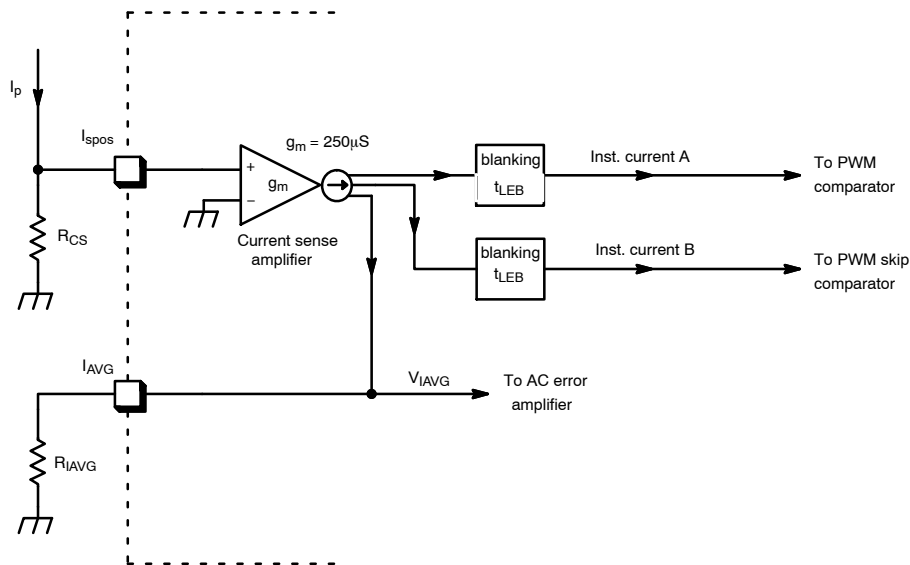 Ip
Ispos
RCS
gm = 250µS
+
gm
−
Current sense
amplifier
blanking
tLEB
Inst. current A
To PWM
comparator
blanking
tLEB
Inst. current B
To PWM skip
comparator
IAVG
VIAVG
To AC error
amplifier
RIAVG